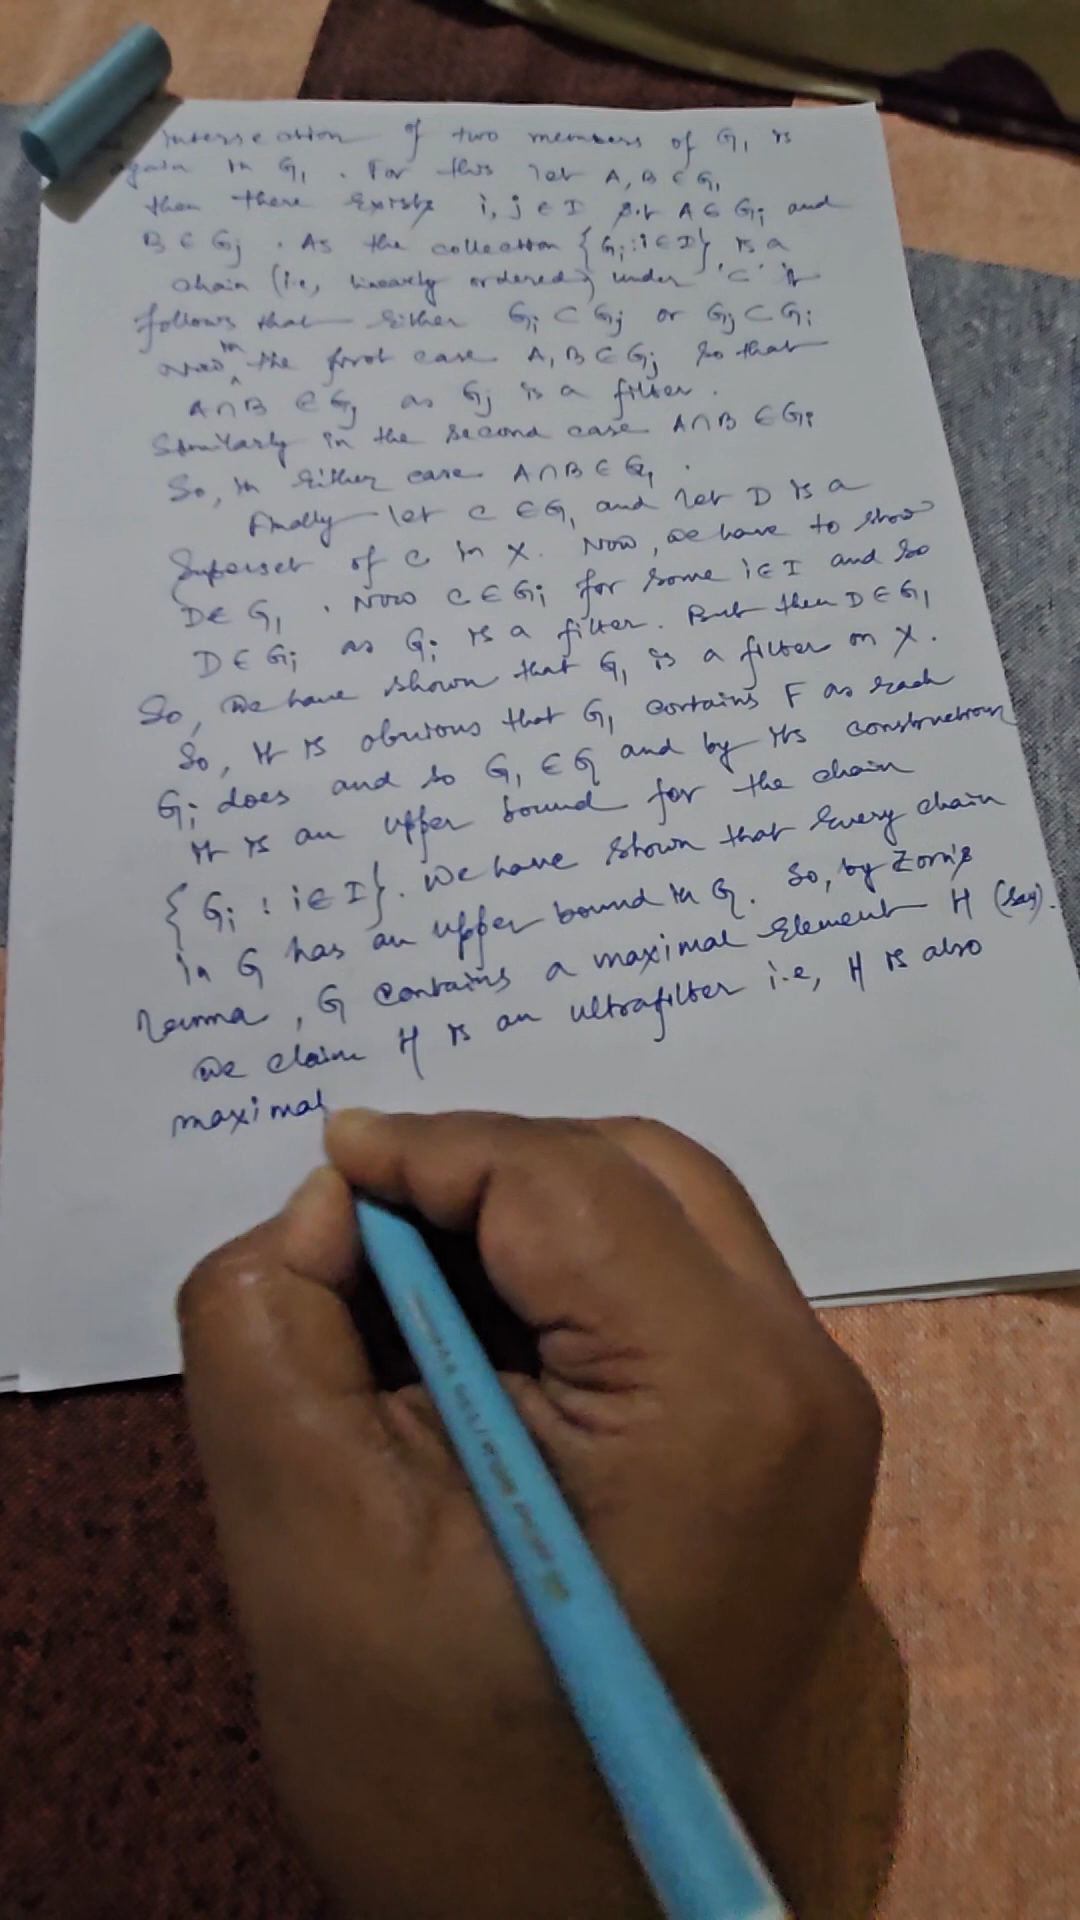 intersection of two members of G₁ is
again in G₁ . For this let A, B ∈ G₁
then there exists i, j ∈ I s.t A ∈ Gi and
B ∈ Gj . As the collection {Gi : i ∈ I} is a
chain (i.e, linearly ordered) under '⊂' it
follows that either Gi ⊂ Gj or Gj ⊂ Gi
Now in the first case A, B ∈ Gj so that
A∩B ∈ Gj as Gj is a filter .
Similarly in the second case A∩B ∈ Gi
So, in either case A∩B ∈ G₁ .
Finally let C ∈ G₁ and let D is a
Superset of C in X. Now, we have to show
D∈ G₁ . Now C ∈ Gi for some i ∈ I and so
D ∈ Gi as Gi is a filter. But then D ∈ G₁
So, we have shown that G₁ is a filter on X.
So, it is obvious that G₁ contains F as each
Gi does and so G₁ ∈ G and by its construction
it is an upper bound for the chain
{Gi : i ∈ I}. We have shown that every chain
in G has an upper bound in G. So, by Zorn's
lemma, G contains a maximal element H (say).
We claim H is an ultrafilter i.e, H is also
maximal